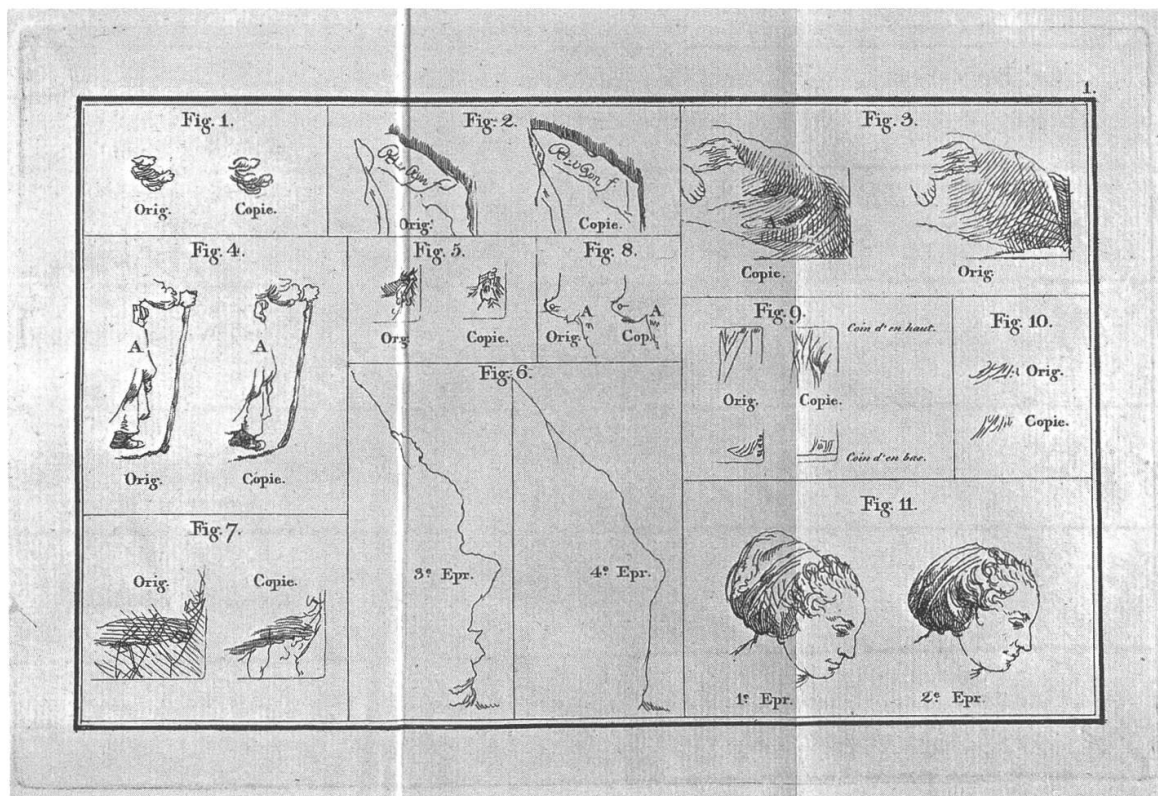 1.
Fig. 1.
Orig.
Copie.
Fig. 2.
Orig.
Copie.
Fig. 3.
A
Copie.
Orig.
Fig. 4.
A
A
Orig.
Copie.
Fig. 5.
Org.
Copie.
Fig. 8.
A
A
Orig.
Cop.
Fig. 9.
Coin d'en haut.
Orig.
Copie.
Coin d'en bas.
Fig. 10.
Orig.
Copie.
Fig. 6.
3e Epr.
4e Epr.
Fig. 7.
Orig.
Copie.
Fig. 11.
1e Epr.
2e Epr.